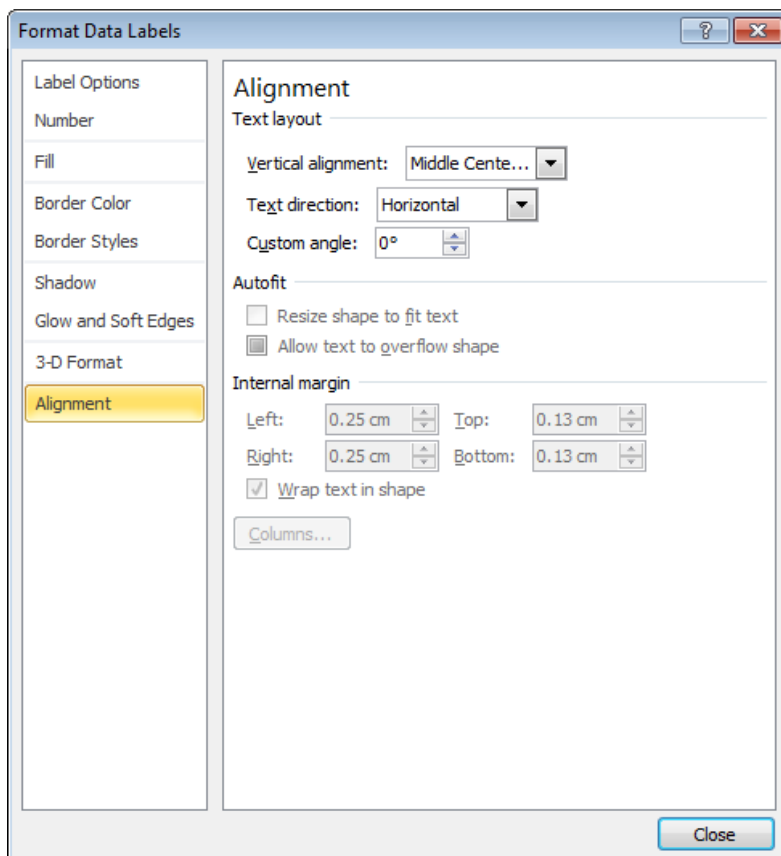 Format Data Labels
Label Options
Number
Fill
Border Color
Border Styles
Shadow
Glow and Soft Edges
3-D Format
Alignment
Alignment
Text layout
Vertical alignment: Middle Cente...
Text direction: Horizontal
Custom angle: 0°
Autofit
Resize shape to fit text
Allow text to overflow shape
Internal margin
Left: 0.25 cm Top: 0.13 cm
Right: 0.25 cm Bottom: 0.13 cm
Wrap text in shape
Columns...
Close